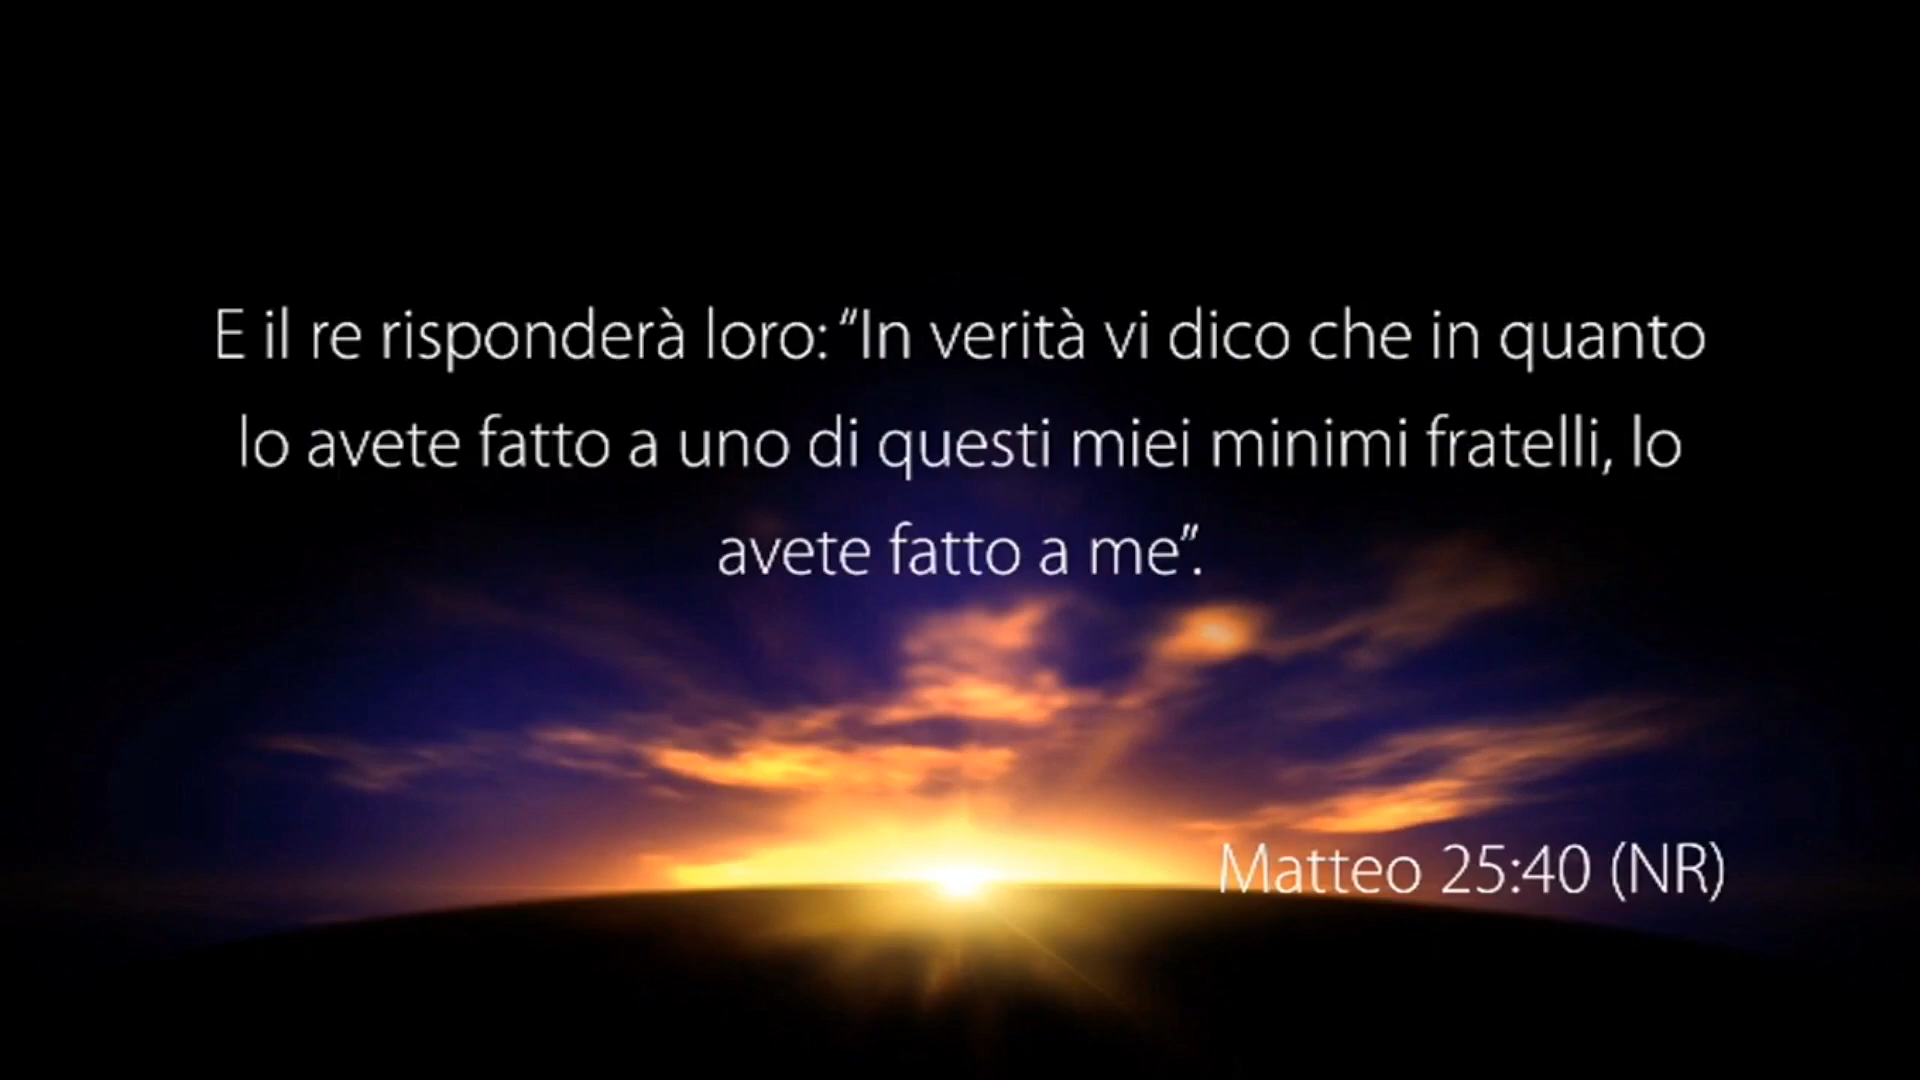 E il re risponderà loro: “In verità vi dico che in quanto
lo avete fatto a uno di questi miei minimi fratelli, lo
avete fatto a me”.
Matteo 25:40 (NR)